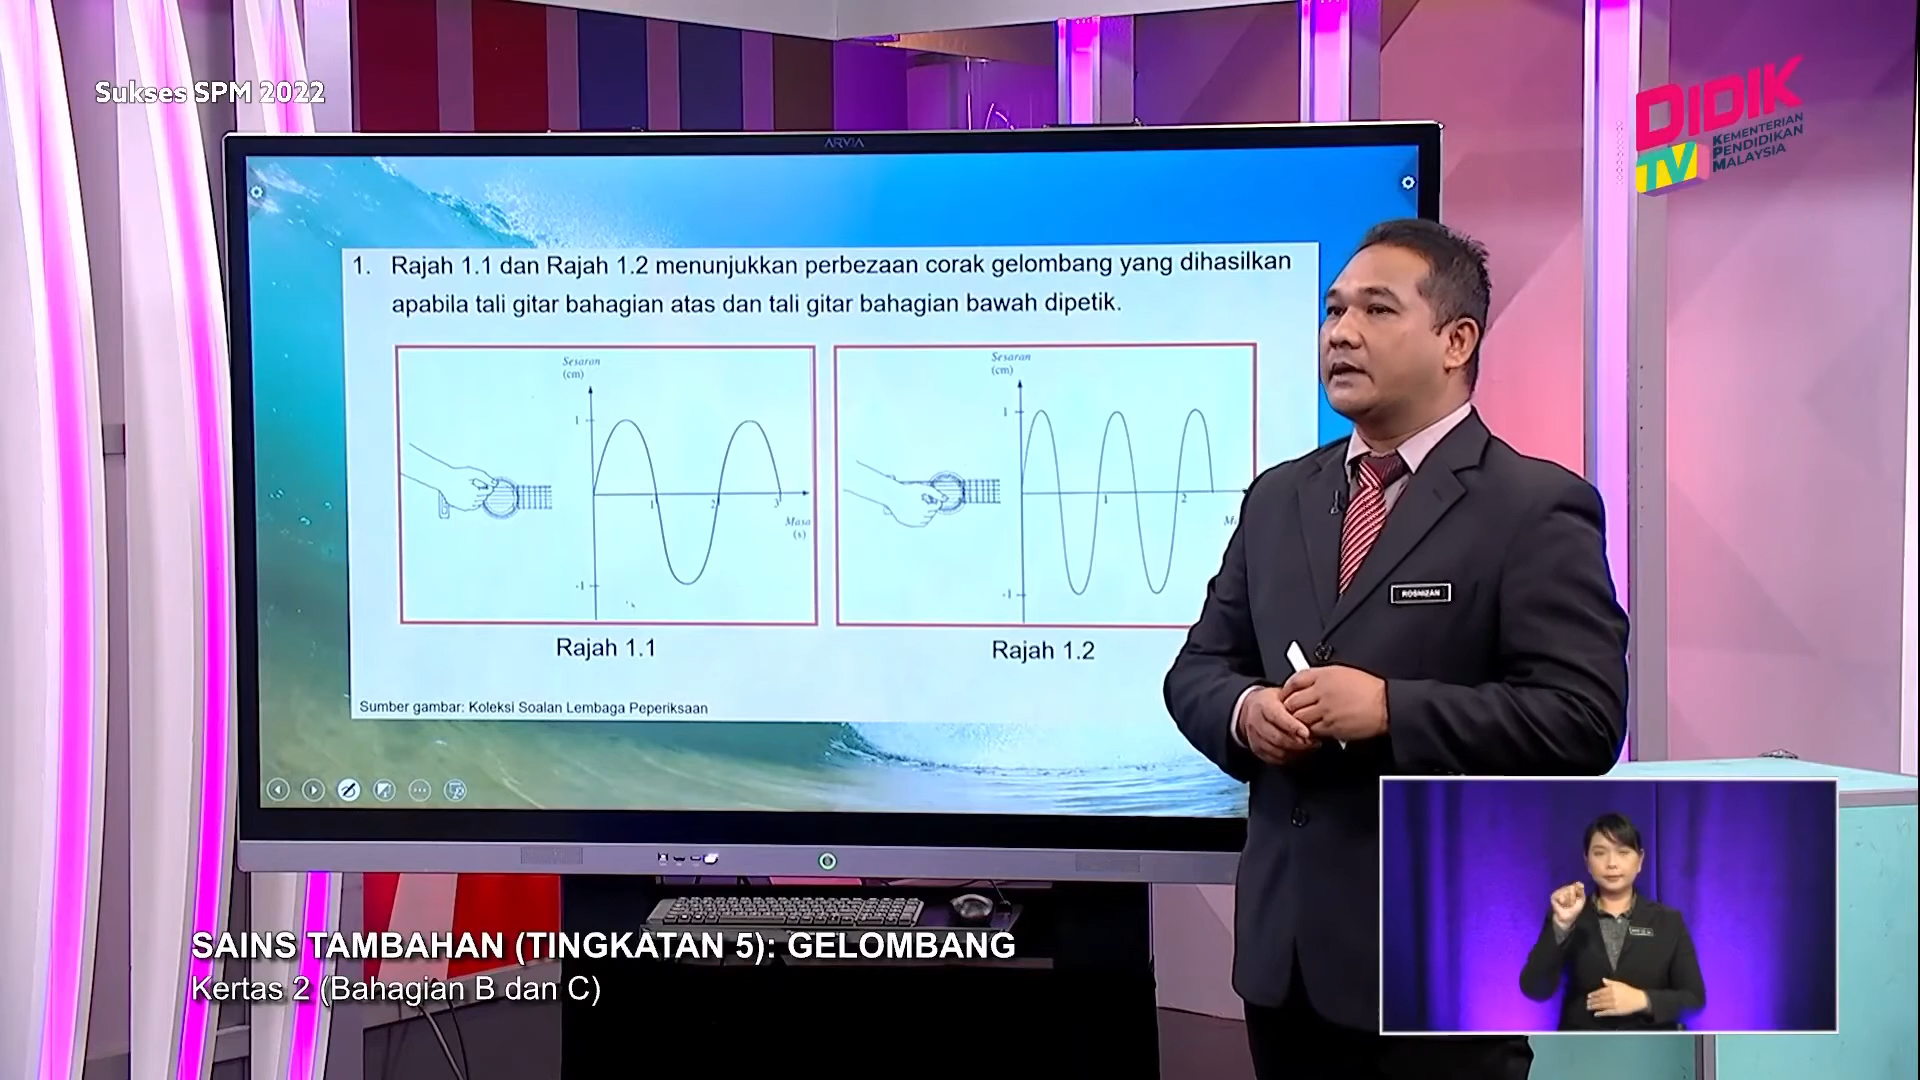 Sukses SPM 2022
DIDIK
TV
KEMENTERIAN
PENDIDIKAN
MALAYSIA
ARVIA
1. Rajah 1.1 dan Rajah 1.2 menunjukkan perbezaan corak gelombang yang dihasilkan
apabila tali gitar bahagian atas dan tali gitar bahagian bawah dipetik.
Sesaran
(cm)
1
1
2
3
Masa
(s)
-1
Rajah 1.1
Sesaran
(cm)
1
1
2
-1
Rajah 1.2
Sumber gambar: Koleksi Soalan Lembaga Peperiksaan
ROSHIZAN
SAINS TAMBAHAN (TINGKATAN 5): GELOMBANG
Kertas 2 (Bahagian B dan C)